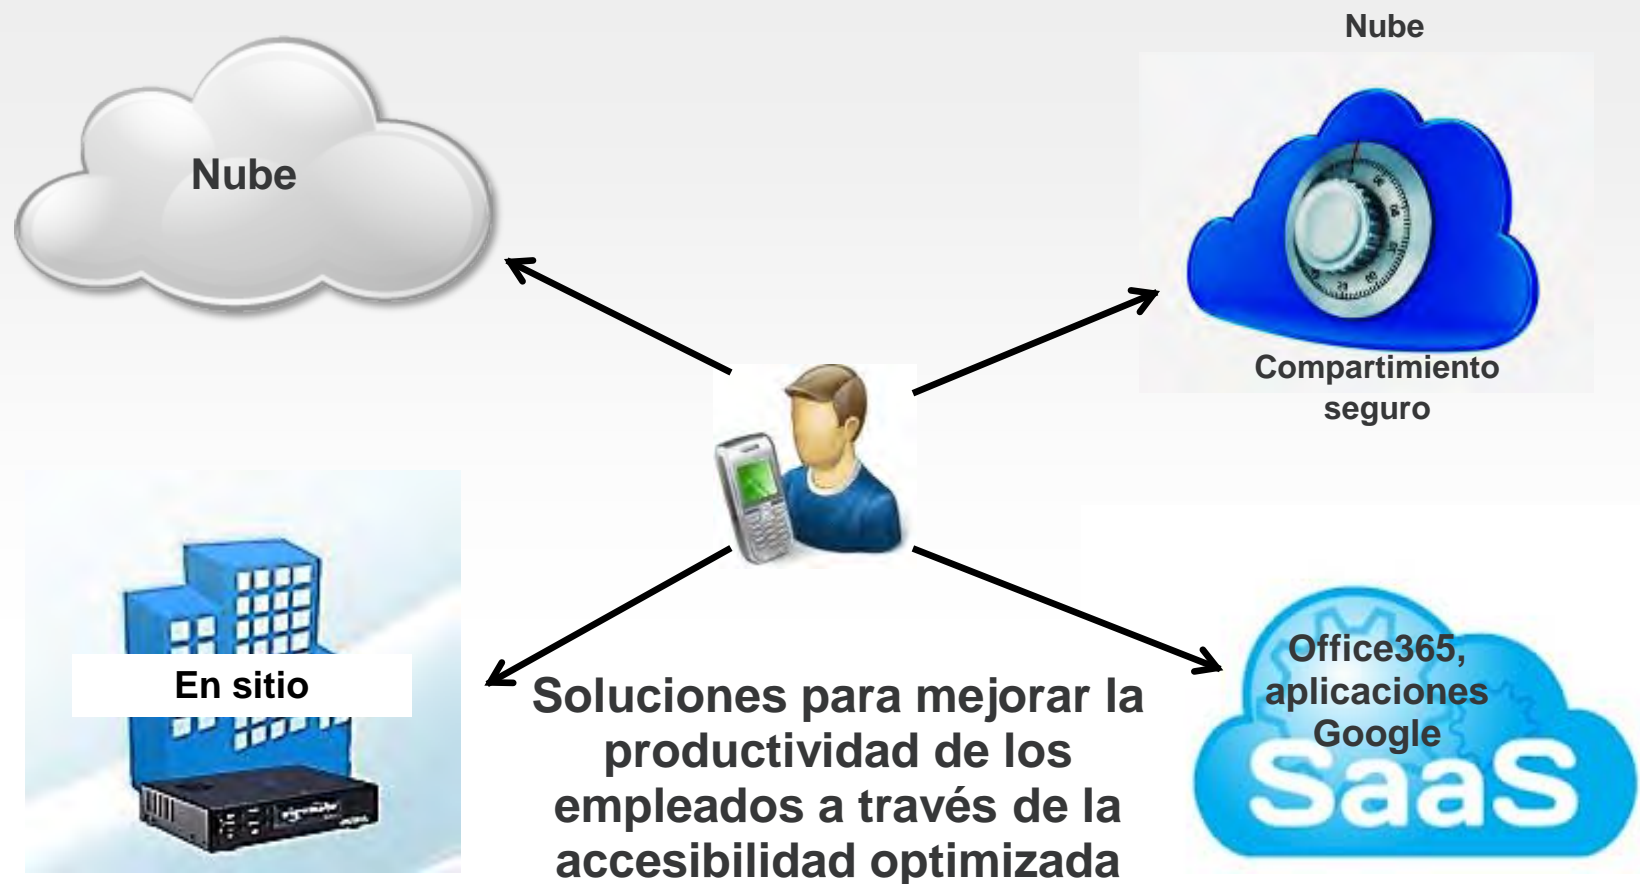 Nube
Nube
Compartimiento
seguro
En sitio
Soluciones para mejorar la
productividad de los
empleados a través de la
accesibilidad optimizada
Office365,
aplicaciones
Google
SaaS